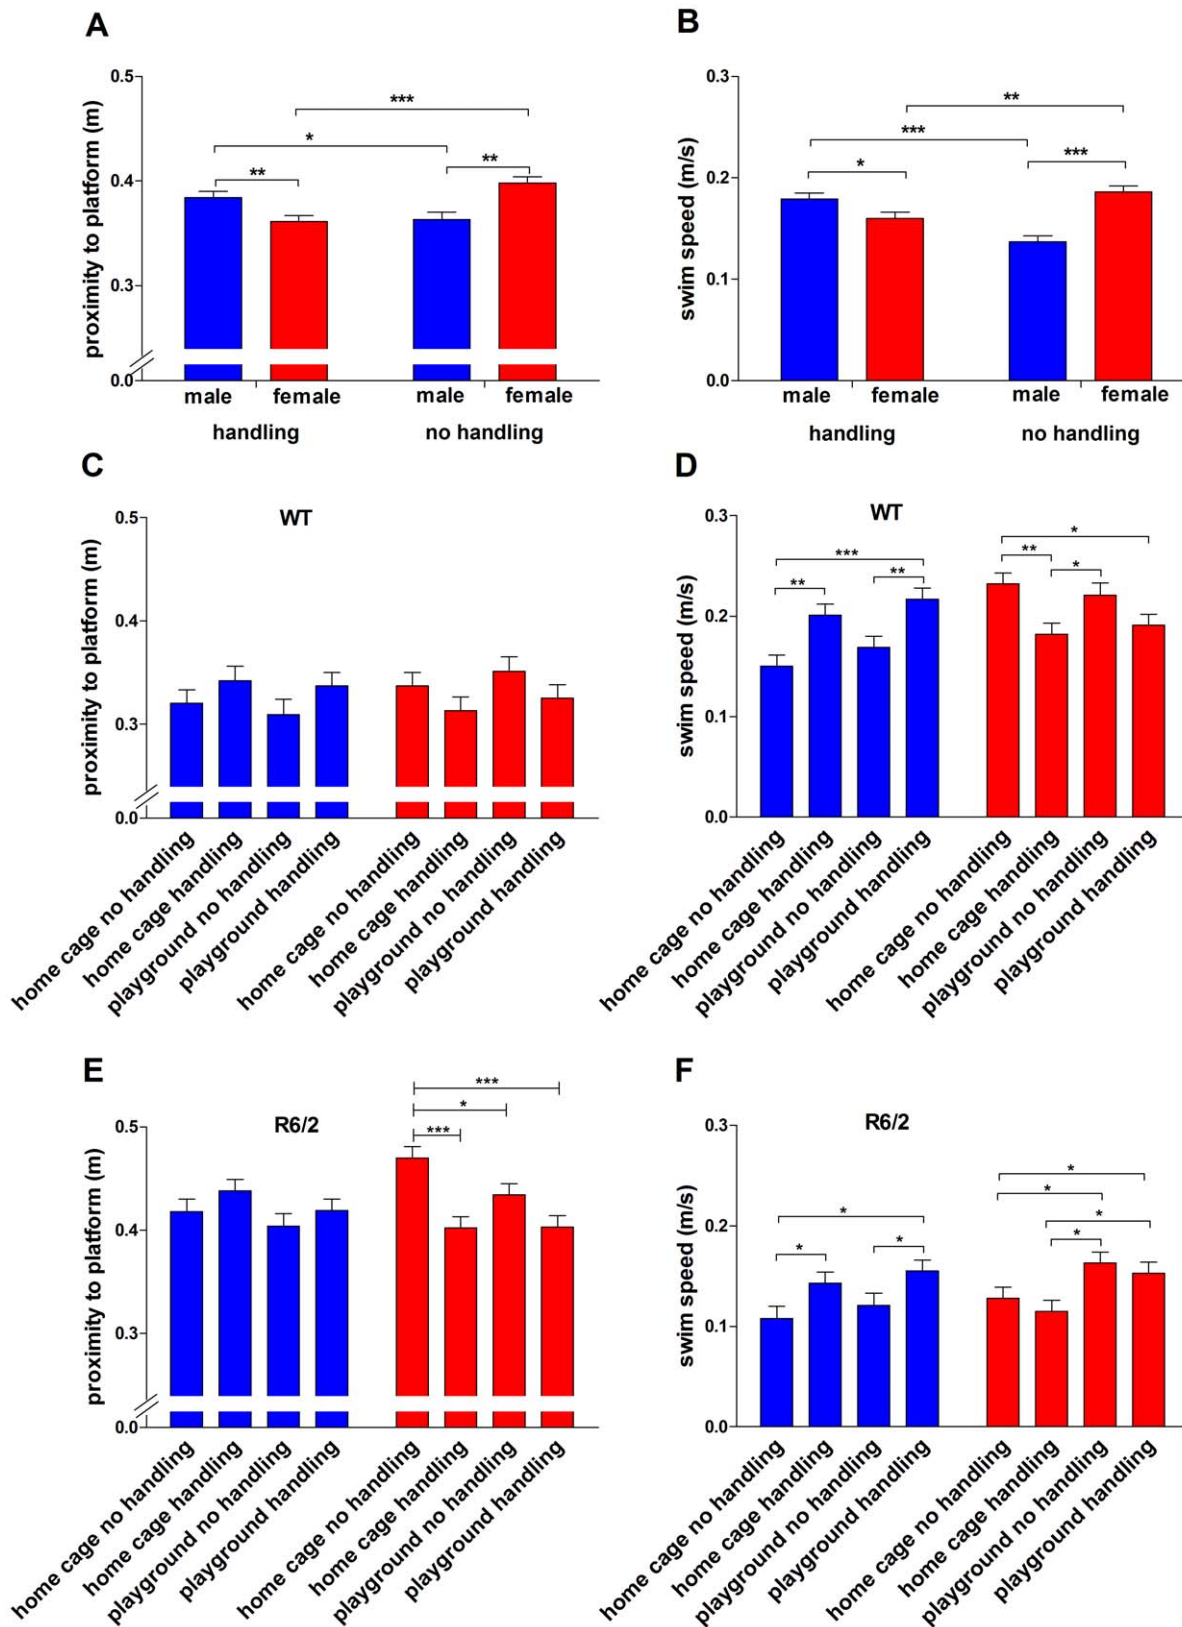 A
proximity to platform (m)
0.5
0.4
0.3
0.0
***
*
**
**
male
female
male
female
handling
no handling
B
swim speed (m/s)
0.3
0.2
0.1
0.0
**
***
*
***
male
female
male
female
handling
no handling
C
WT
proximity to platform (m)
0.5
0.4
0.3
0.0
home cage no handling
home cage handling
playground no handling
playground handling
home cage no handling
home cage handling
playground no handling
playground handling
D
WT
swim speed (m/s)
0.3
0.2
0.1
0.0
***
**
**
*
**
*
home cage no handling
home cage handling
playground no handling
playground handling
home cage no handling
home cage handling
playground no handling
playground handling
E
R6/2
proximity to platform (m)
0.5
0.4
0.3
0.0
***
*
***
home cage no handling
home cage handling
playground no handling
playground handling
home cage no handling
home cage handling
playground no handling
playground handling
F
R6/2
swim speed (m/s)
0.3
0.2
0.1
0.0
*
*
*
*
*
*
*
home cage no handling
home cage handling
playground no handling
playground handling
home cage no handling
home cage handling
playground no handling
playground handling